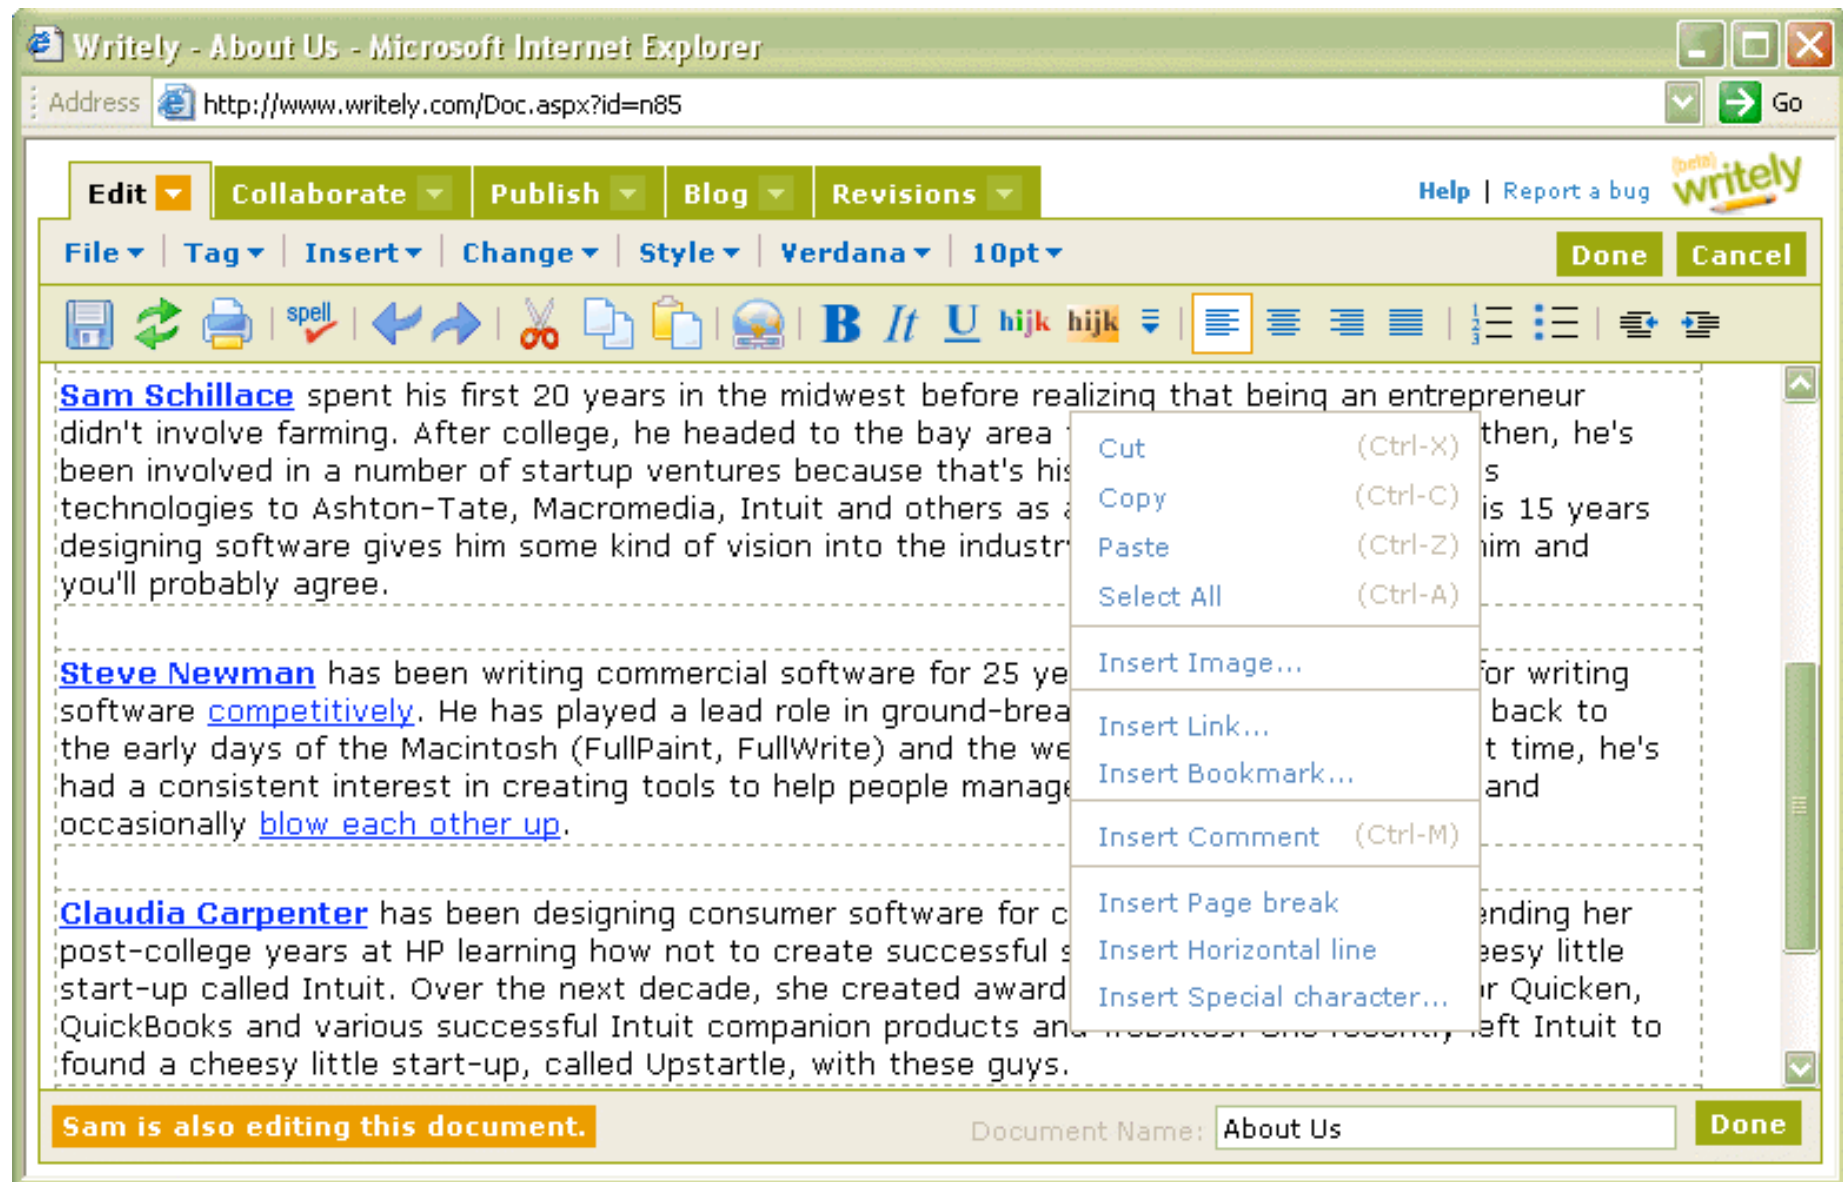 Writely - About Us - Microsoft Internet Explorer
Address http://www.writely.com/Doc.aspx?id=n85 Go
Edit Collaborate Publish Blog Revisions Help | Report a bug (beta) writely
File Tag Insert Change Style Verdana 10pt Done Cancel
spell B It U hijk hijk 1 2 3
Sam Schillace spent his first 20 years in the midwest before realizing that being an entrepreneur
didn't involve farming. After college, he headed to the bay area then, he's
been involved in a number of startup ventures because that's his
technologies to Ashton-Tate, Macromedia, Intuit and others as is 15 years
designing software gives him some kind of vision into the industr him and
you'll probably agree.
Steve Newman has been writing commercial software for 25 ye for writing
software competitively. He has played a lead role in ground-brea back to
the early days of the Macintosh (FullPaint, FullWrite) and the we t time, he's
had a consistent interest in creating tools to help people manage and
occasionally blow each other up.
Claudia Carpenter has been designing consumer software for c ending her
post-college years at HP learning how not to create successful s eesy little
start-up called Intuit. Over the next decade, she created award r Quicken,
QuickBooks and various successful Intuit companion products and websites. She recently left Intuit to
found a cheesy little start-up, called Upstartle, with these guys.
Cut (Ctrl-X)
Copy (Ctrl-C)
Paste (Ctrl-Z)
Select All (Ctrl-A)
Insert Image...
Insert Link...
Insert Bookmark...
Insert Comment (Ctrl-M)
Insert Page break
Insert Horizontal line
Insert Special character...
Sam is also editing this document. Document Name: About Us Done